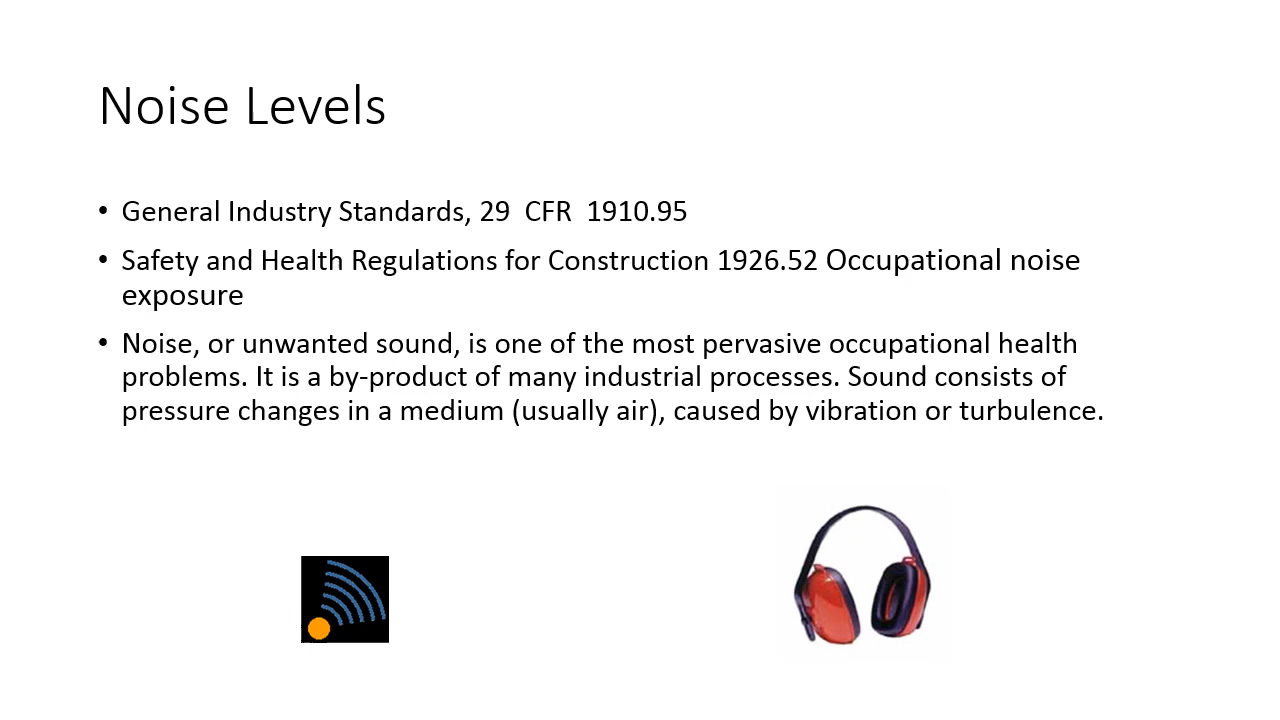 Noise Levels
• General Industry Standards, 29  CFR  1910.95
• Safety and Health Regulations for Construction 1926.52 Occupational noise
exposure
• Noise, or unwanted sound, is one of the most pervasive occupational health
problems. It is a by-product of many industrial processes. Sound consists of
pressure changes in a medium (usually air), caused by vibration or turbulence.